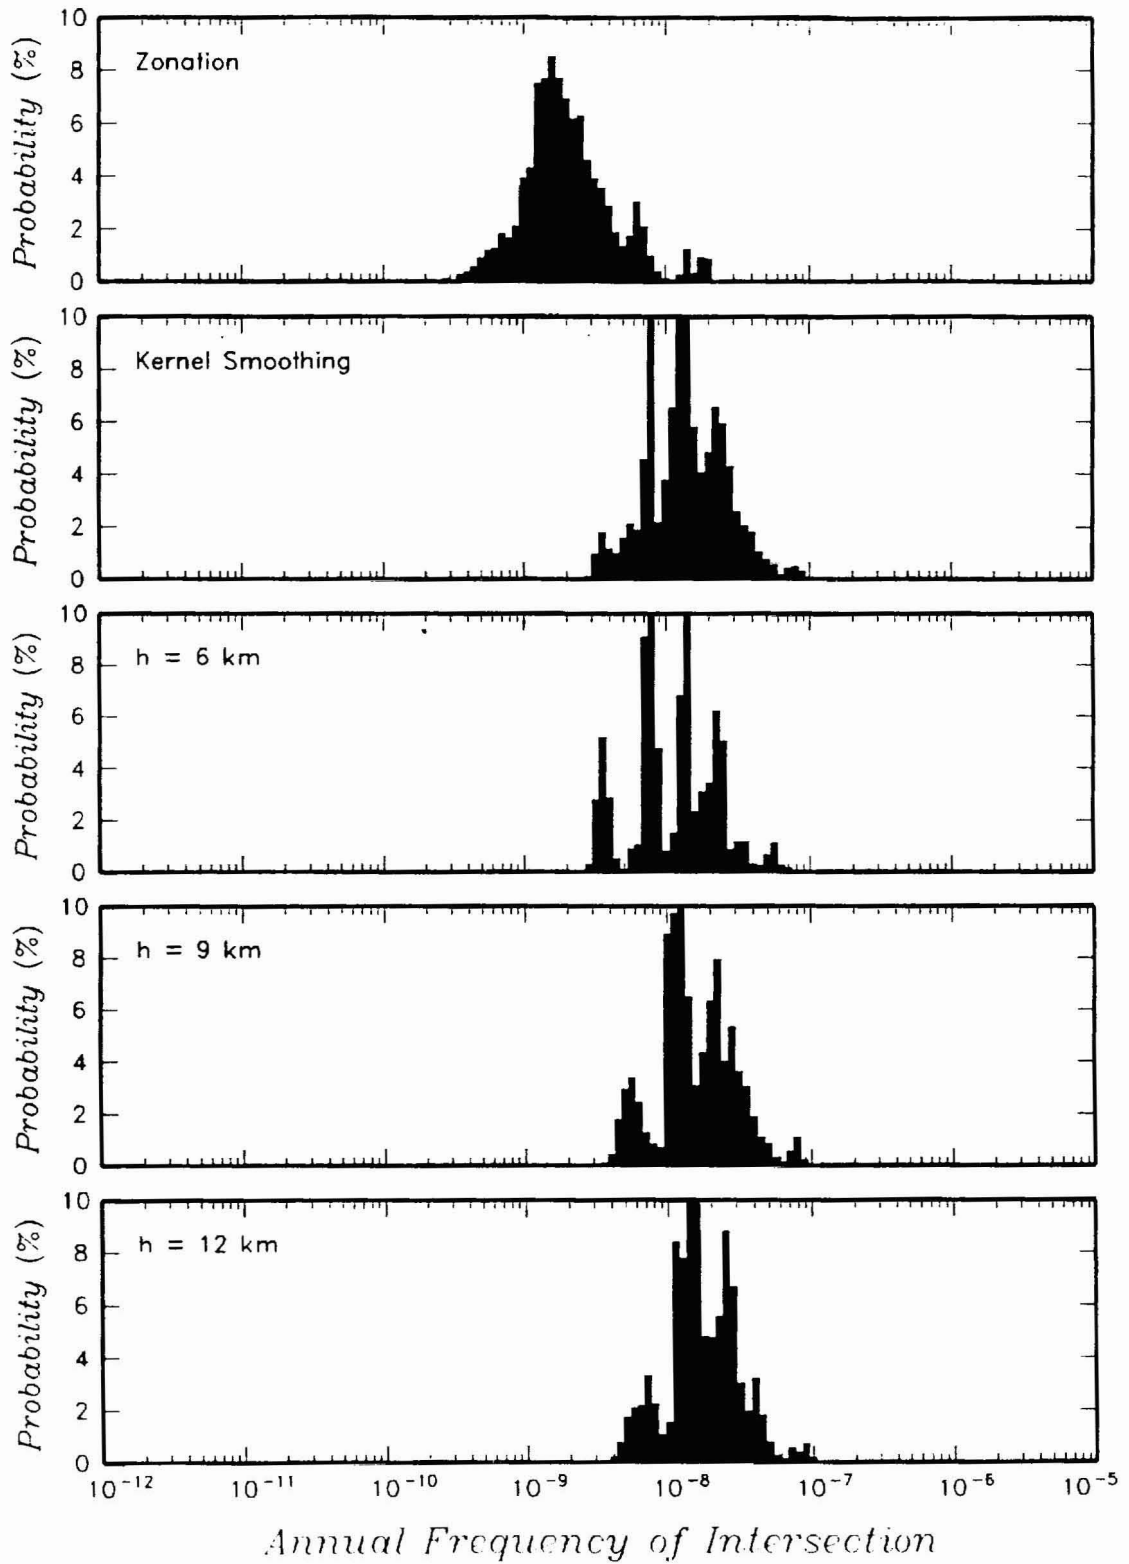 10
8
6
4
2
0
Probability (%)
Zonation
10
8
6
4
2
0
Probability (%)
Kernel Smoothing
10
8
6
4
2
0
Probability (%)
h = 6 km
10
8
6
4
2
0
Probability (%)
h = 9 km
10
8
6
4
2
0
Probability (%)
h = 12 km
10⁻¹² 10⁻¹¹ 10⁻¹⁰ 10⁻⁹ 10⁻⁸ 10⁻⁷ 10⁻⁶ 10⁻⁵
Annual Frequency of Intersection